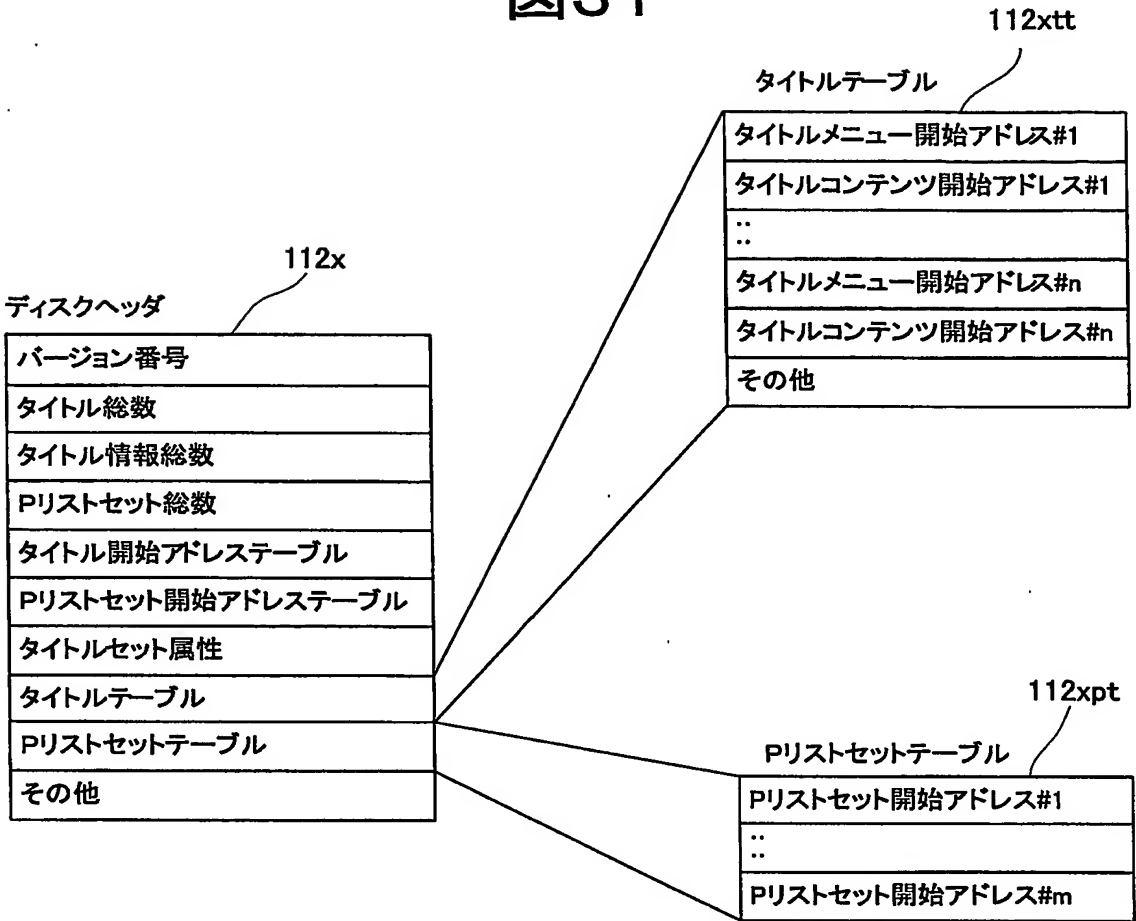 図31
112xtt
タイトルテーブル
タイトルメニュー開始アドレス#1
タイトルコンテンツ開始アドレス#1
::
::
タイトルメニュー開始アドレス#n
タイトルコンテンツ開始アドレス#n
その他
112x
ディスクヘッダ
バージョン番号
タイトル総数
タイトル情報総数
Pリストセット総数
タイトル開始アドレステーブル
Pリストセット開始アドレステーブル
タイトルセット属性
タイトルテーブル
Pリストセットテーブル
その他
112xpt
Pリストセットテーブル
Pリストセット開始アドレス#1
::
::
Pリストセット開始アドレス#m